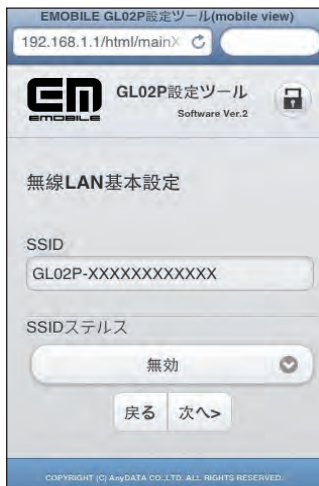 EMOBILE GL02P設定ツール(mobile view)
192.168.1.1/html/mainX
EM
EMOBILE
GL02P設定ツール
Software Ver.2
無線LAN基本設定
SSID
GL02P-XXXXXXXXXXXX
SSIDステルス
無効
戻る 次へ>
COPYRIGHT (C) AnyDATA CO.,LTD. ALL RIGHTS RESERVED.